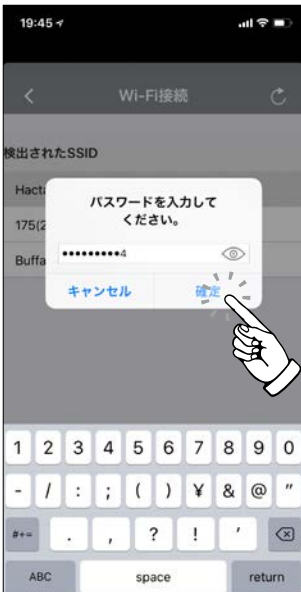 19:45
Wi-Fi接続
検出されたSSID
Hacta
パスワードを入力して
ください。
175(2
•••••••••4
Buffa
キャンセル 確定
1 2 3 4 5 6 7 8 9 0
- / : ; ( ) ¥ & @ "
#+= . , ? ! '
ABC space return